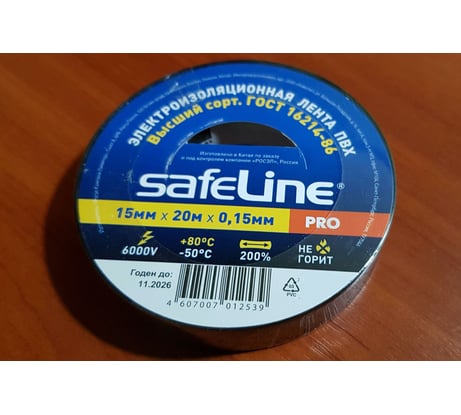 ЭЛЕКТРОИЗОЛЯЦИОННАЯ ЛЕНТА ПВХ
Высший сорт. ГОСТ 16214-86
Изготовлено в Китае по заказу
и под контролем компании «РОСЭЛ», Россия
safeLine®
15мм x 20м x 0,15мм
PRO
6000V
+80°C
-50°C
200%
НЕ
ГОРИТ
Годен до:
11.2026
4 607007 012539
PVC